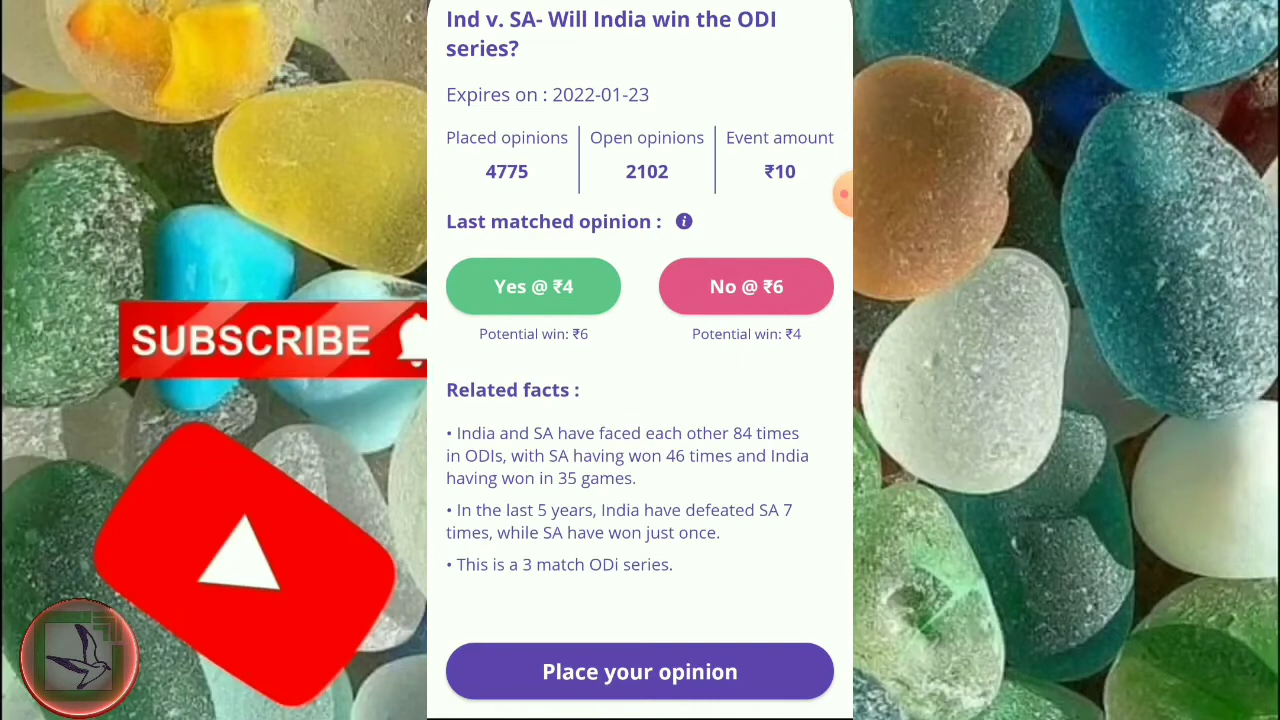 Ind v. SA- Will India win the ODI
series?
Expires on : 2022-01-23
Placed opinions
4775
Open opinions
2102
Event amount
₹10
Last matched opinion :
Yes @ ₹4
No @ ₹6
Potential win: ₹6
Potential win: ₹4
SUBSCRIBE
Related facts :
• India and SA have faced each other 84 times
in ODIs, with SA having won 46 times and India
having won in 35 games.
• In the last 5 years, India have defeated SA 7
times, while SA have won just once.
• This is a 3 match ODi series.
Place your opinion